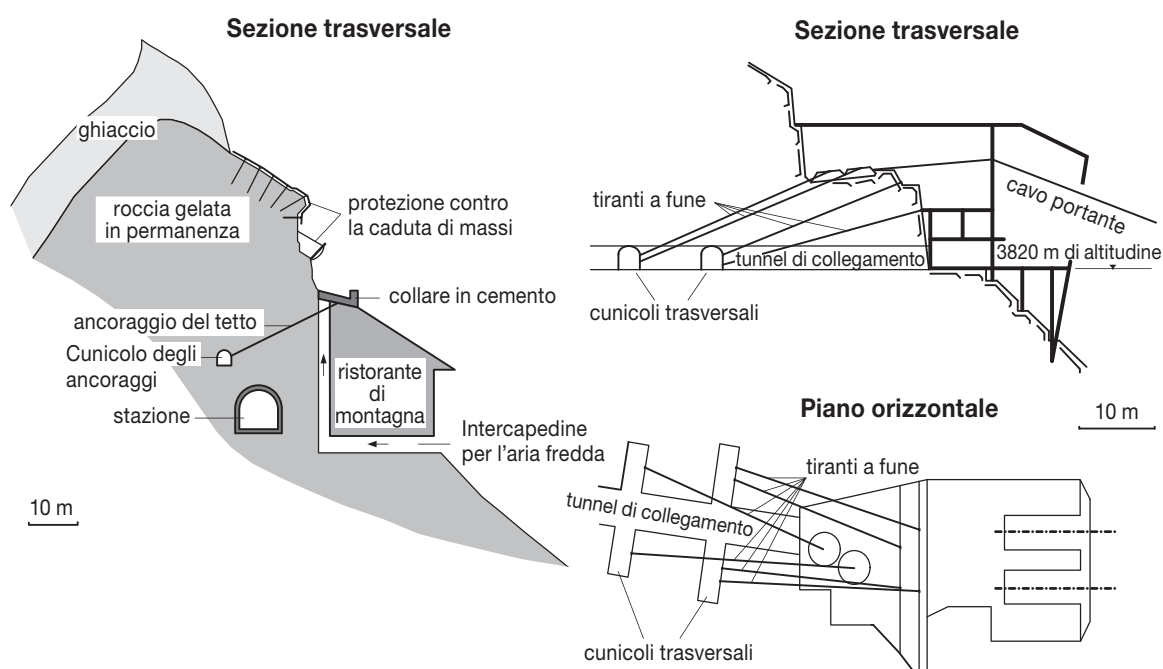 Sezione trasversale
ghiaccio
roccia gelata
in permanenza
protezione contro
la caduta di massi
collare in cemento
ancoraggio del tetto
Cunicolo degli
ancoraggi
stazione
ristorante
di
montagna
Intercapedine
per l'aria fredda
10 m
Sezione trasversale
tiranti a fune
cavo portante
3820 m di altitudine
tunnel di collegamento
cunicoli trasversali
Piano orizzontale
10 m
tiranti a fune
tunnel di collegamento
cunicoli trasversali